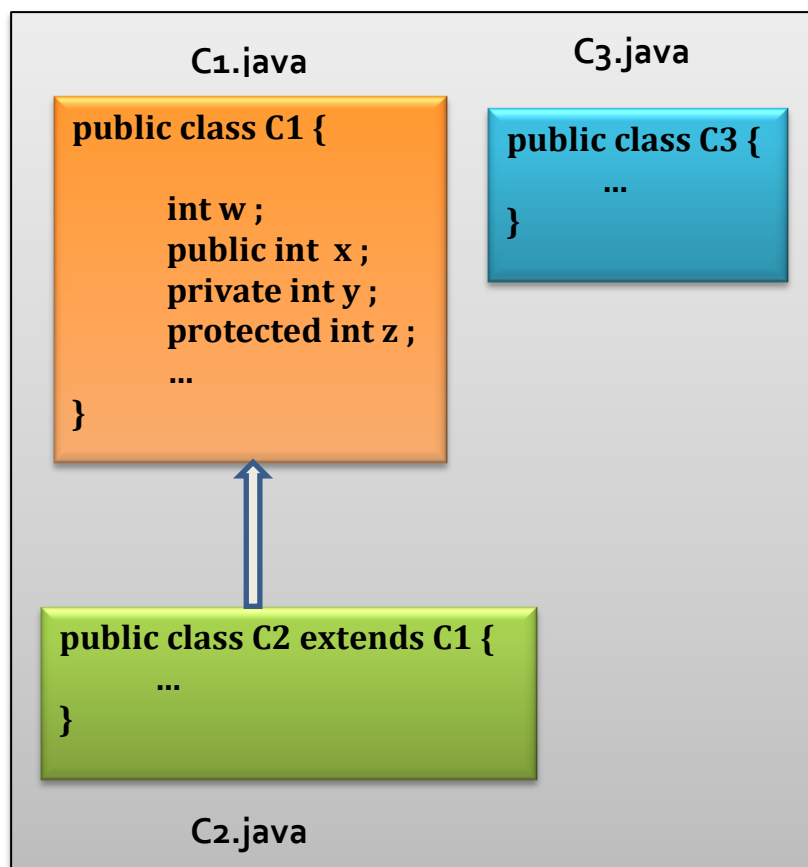 C1.java
public class C1 {
int w ;
public int x ;
private int y ;
protected int z ;
...
}
C3.java
public class C3 {
...
}
public class C2 extends C1 {
...
}
C2.java